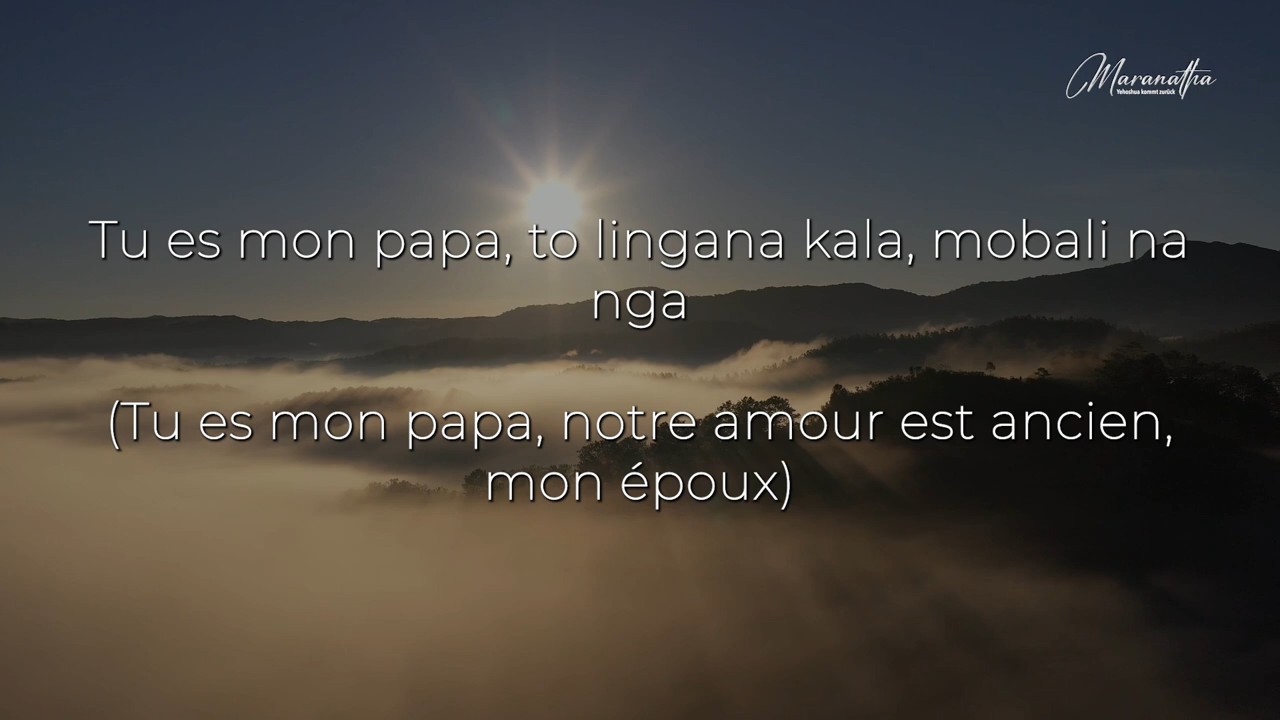 Maranatha
Yehoshua kommt zurück
Tu es mon papa, to lingana kala, mobali na
nga
(Tu es mon papa, notre amour est ancien,
mon époux)